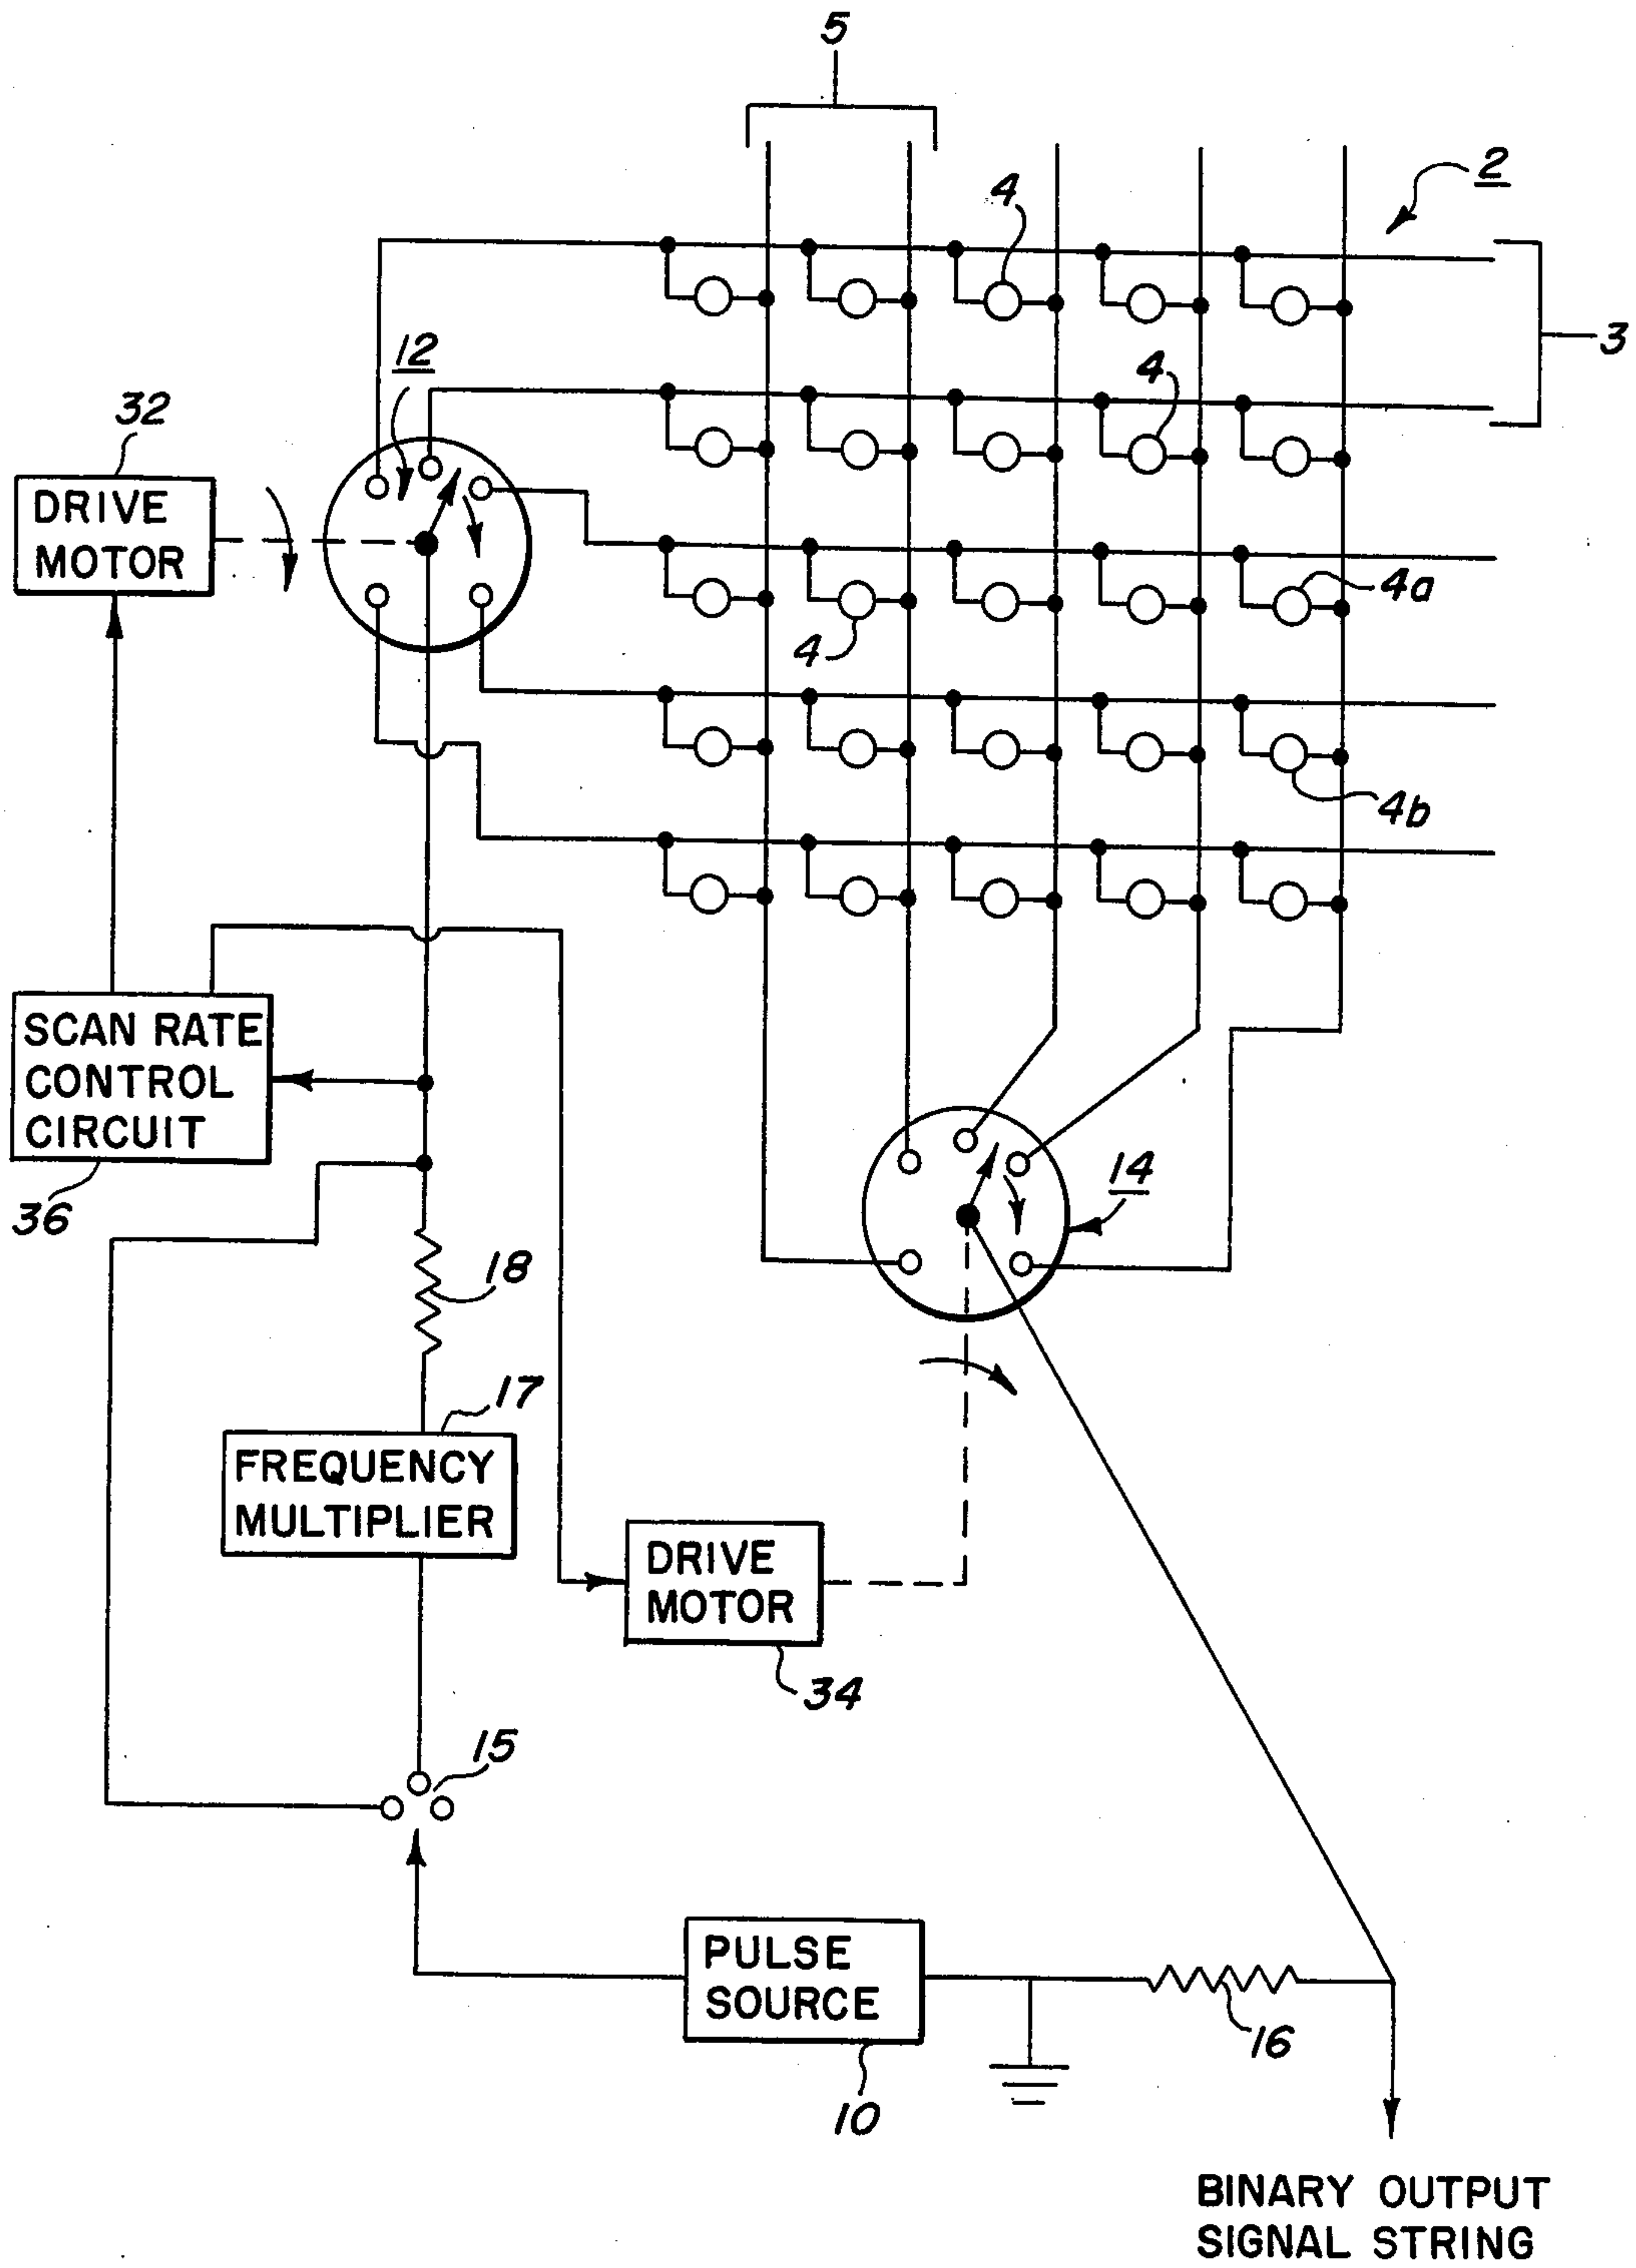 5
2
4
3
12
4
32
DRIVE
MOTOR
4a
4
4b
SCAN RATE
CONTROL
CIRCUIT
14
36
18
17
FREQUENCY
MULTIPLIER
DRIVE
MOTOR
34
15
PULSE
SOURCE
16
10
BINARY OUTPUT
SIGNAL STRING